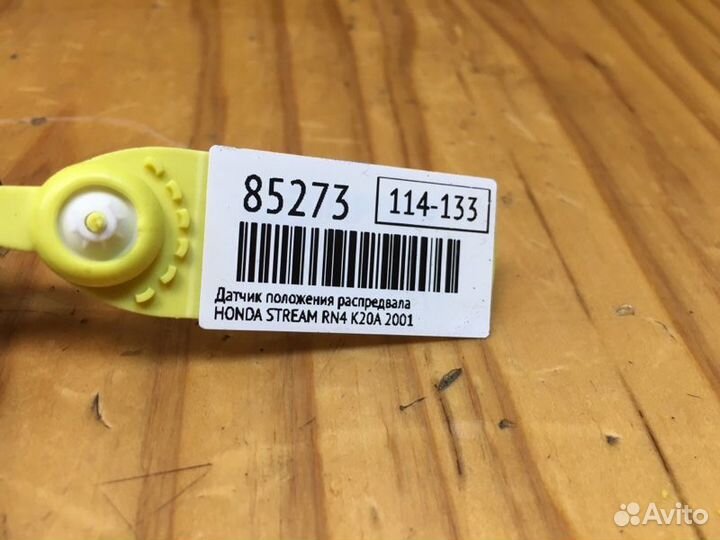 85273 114-133
Датчик положения распредвала
HONDA STREAM RN4 K20A 2001
Avito